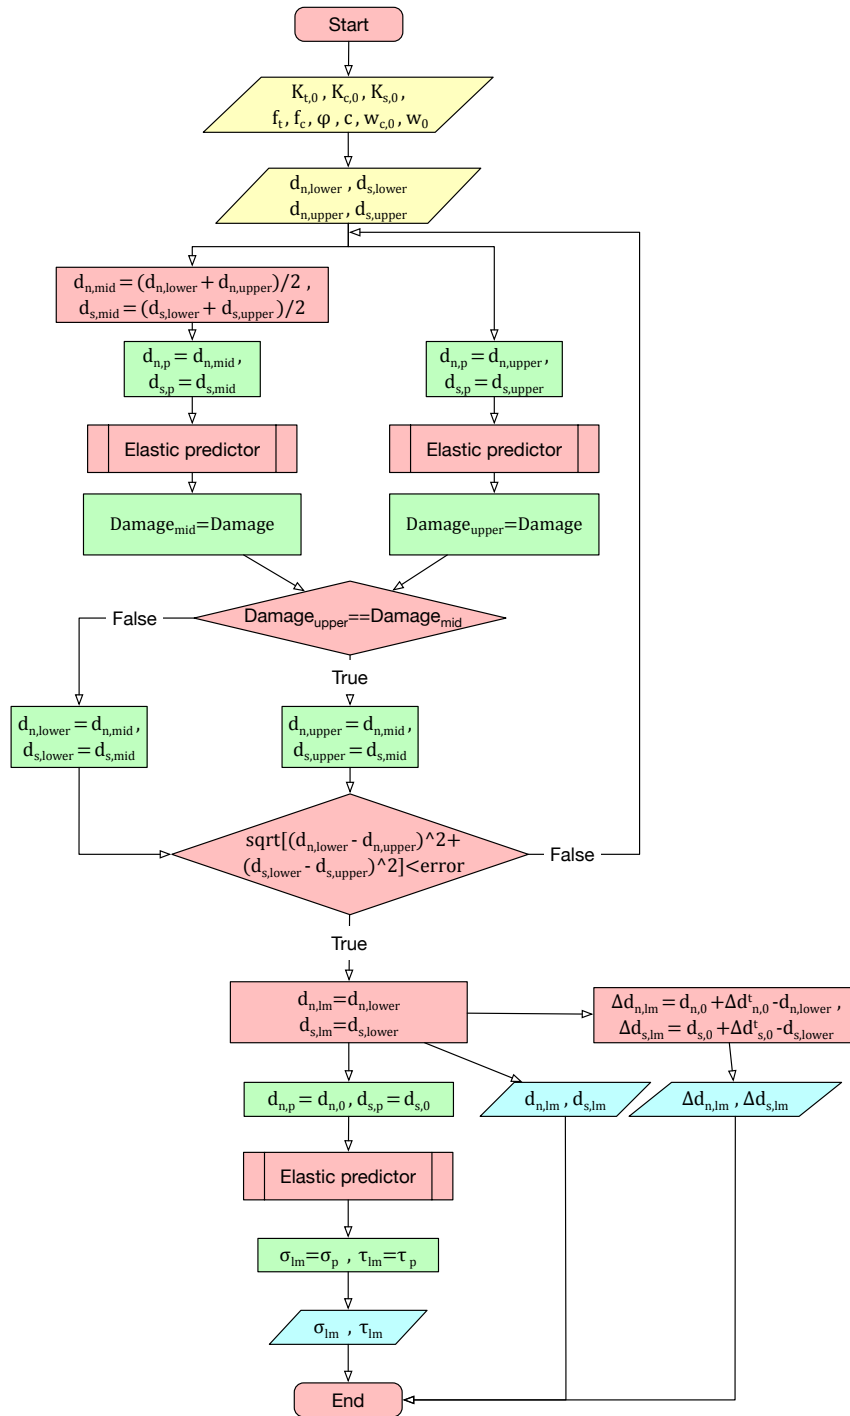 Start
K_{t,0} , K_{c,0} , K_{s,0} ,
f_t , f_c , φ , c , w_{c,0} , w_0
d_{n,lower} , d_{s,lower}
d_{n,upper} , d_{s,upper}
d_{n,mid} = (d_{n,lower} + d_{n,upper})/2 ,
d_{s,mid} = (d_{s,lower} + d_{s,upper})/2
d_{n,p} = d_{n,mid} ,
d_{s,p} = d_{s,mid}
d_{n,p} = d_{n,upper} ,
d_{s,p} = d_{s,upper}
Elastic predictor
Elastic predictor
Damage_{mid}=Damage
Damage_{upper}=Damage
Damage_{upper}==Damage_{mid}
False
True
d_{n,lower} = d_{n,mid} ,
d_{s,lower} = d_{s,mid}
d_{n,upper} = d_{n,mid} ,
d_{s,upper} = d_{s,mid}
sqrt[(d_{n,lower} - d_{n,upper})^2+
(d_{s,lower} - d_{s,upper})^2]<error
False
True
d_{n,lm}=d_{n,lower}
d_{s,lm}=d_{s,lower}
Δd_{n,lm} = d_{n,0} +Δd^t_{n,0} -d_{n,lower} ,
Δd_{s,lm} = d_{s,0} +Δd^t_{s,0} -d_{s,lower}
d_{n,p} = d_{n,0} , d_{s,p} = d_{s,0}
d_{n,lm} , d_{s,lm}
Δd_{n,lm} , Δd_{s,lm}
Elastic predictor
σ_{lm}=σ_p , τ_{lm}=τ_p
σ_{lm} , τ_{lm}
End